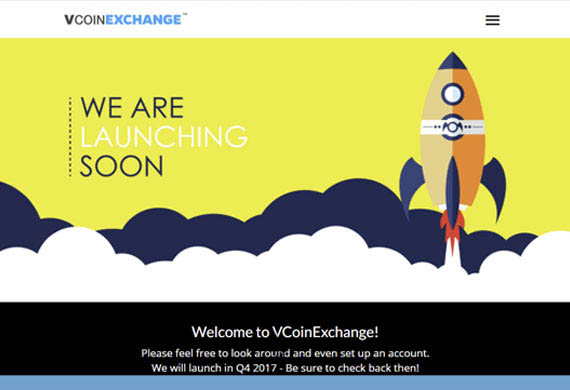 VCOINEXCHANGE™
WE ARE
LAUNCHING
SOON
Welcome to VCoinExchange!
Please feel free to look around and even set up an account.
We will launch in Q4 2017 - Be sure to check back then!